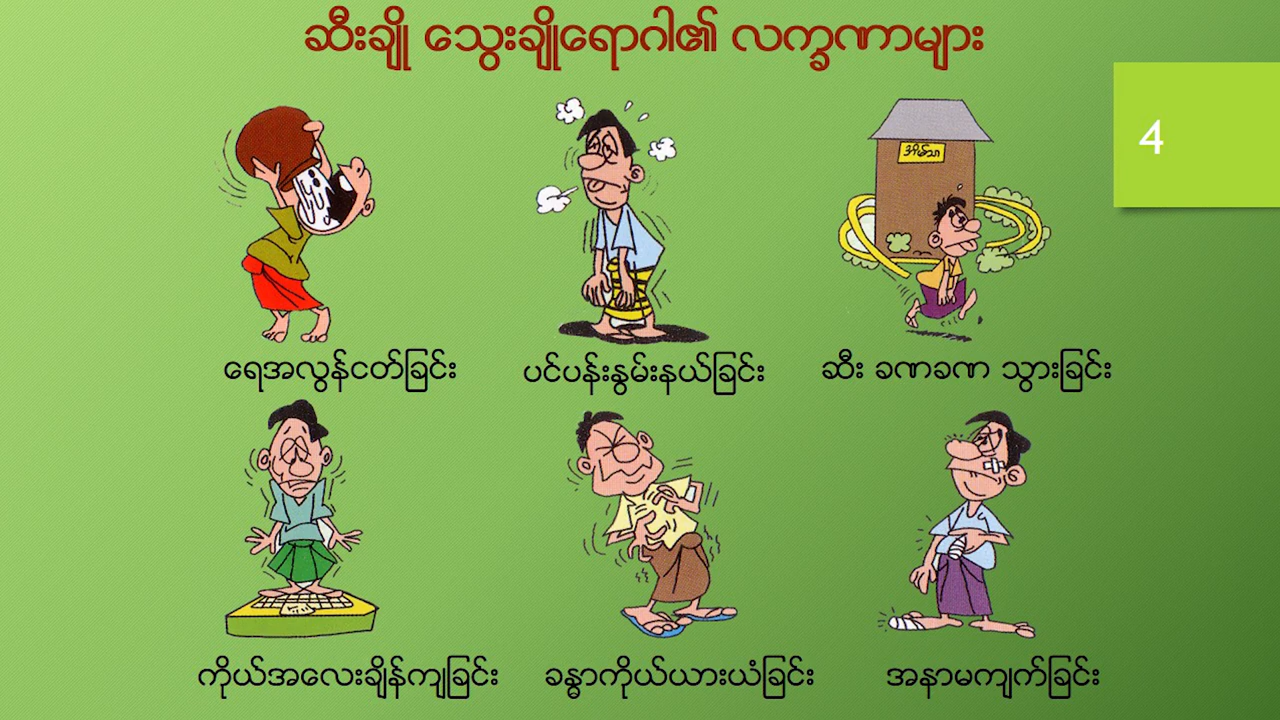 ဆီးချို သွေးချိုရောဂါ၏ လက္ခဏာများ
4
အိမ်သာ
ရေအလွန်ငတ်ခြင်း
ပင်ပန်းနွမ်းနယ်ခြင်း
ဆီး ခဏခဏ သွားခြင်း
ကိုယ်အလေးချိန်ကျခြင်း
ခန္ဓာကိုယ်ယားယံခြင်း
အနာမကျက်ခြင်း